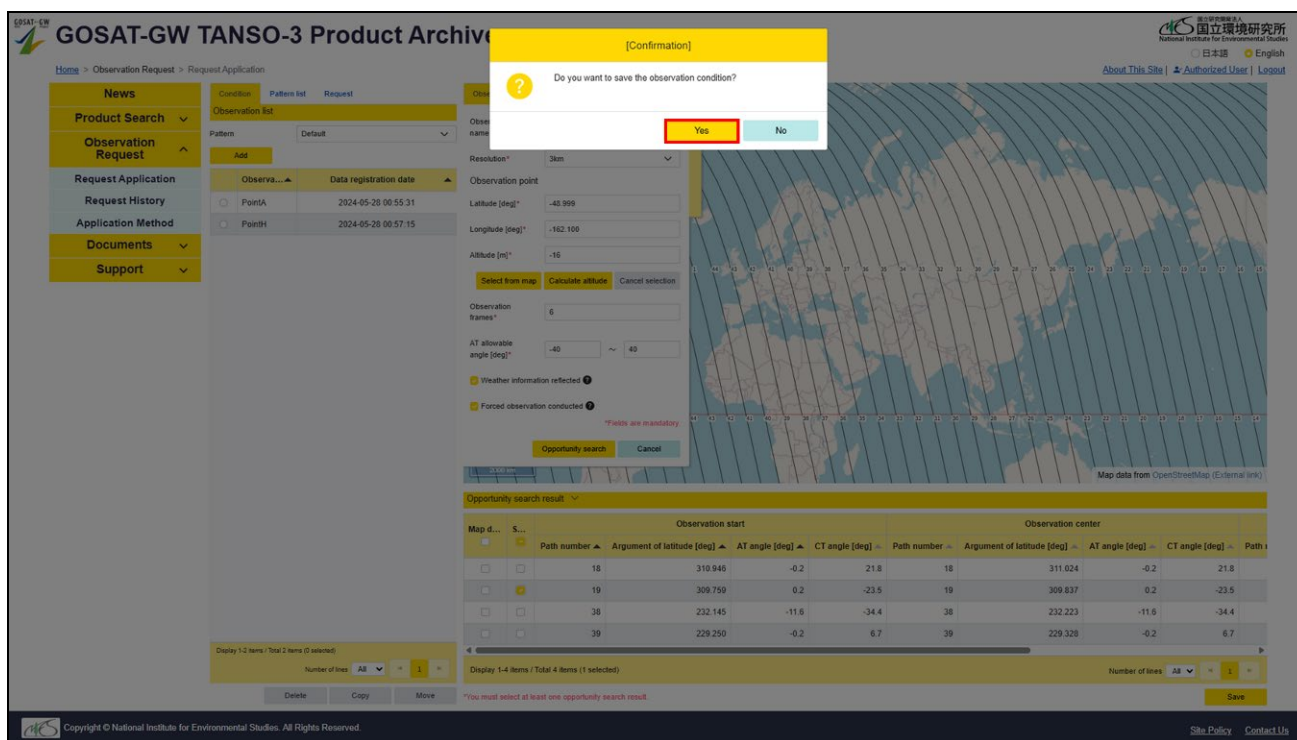 GOSAT-GW
GOSAT-GW TANSO-3 Product Archive
国立研究開発法人
国立環境研究所
National Institute for Environmental Studies
日本語 English
Home > Observation Request > Request Application
About This Site | Authorized User | Logout
[Confirmation]
Do you want to save the observation condition?
Yes No
News
Product Search
Observation Request
Request Application
Request History
Application Method
Documents
Support
Condition Pattern list Request
Observation list
Pattern Default
Add
Observa... Data registration date
PointA 2024-05-28 00:55:31
PointH 2024-05-28 00:57:15
Display 1-2 items / Total 2 items (0 selected)
Number of lines All 1
Delete Copy Move
name
Resolution* 3km
Observation point
Latitude [deg]* -48.999
Longitude [deg]* -162.100
Altitude [m]* -16
Select from map Calculate altitude Cancel selection
Observation
frames* 6
AT allowable
angle [deg]* -40 ~ 40
Weather information reflected
Forced observation conducted
*Fields are mandatory
Opportunity search Cancel
Map data from OpenStreetMap (External link)
Opportunity search result
Map d... S... Observation start Observation center
Path number Argument of latitude [deg] AT angle [deg] CT angle [deg] Path number Argument of latitude [deg] AT angle [deg] CT angle [deg]
18 310.946 -0.2 21.8 18 311.024 -0.2 21.8
19 309.759 0.2 -23.5 19 309.837 0.2 -23.5
38 232.145 -11.6 -34.4 38 232.223 -11.6 -34.4
39 229.250 -0.2 6.7 39 229.328 -0.2 6.7
Display 1-4 items / Total 4 items (1 selected)
Number of lines All 1
*You must select at least one opportunity search result.
Save
Copyright © National Institute for Environmental Studies. All Rights Reserved.
Site Policy Contact Us